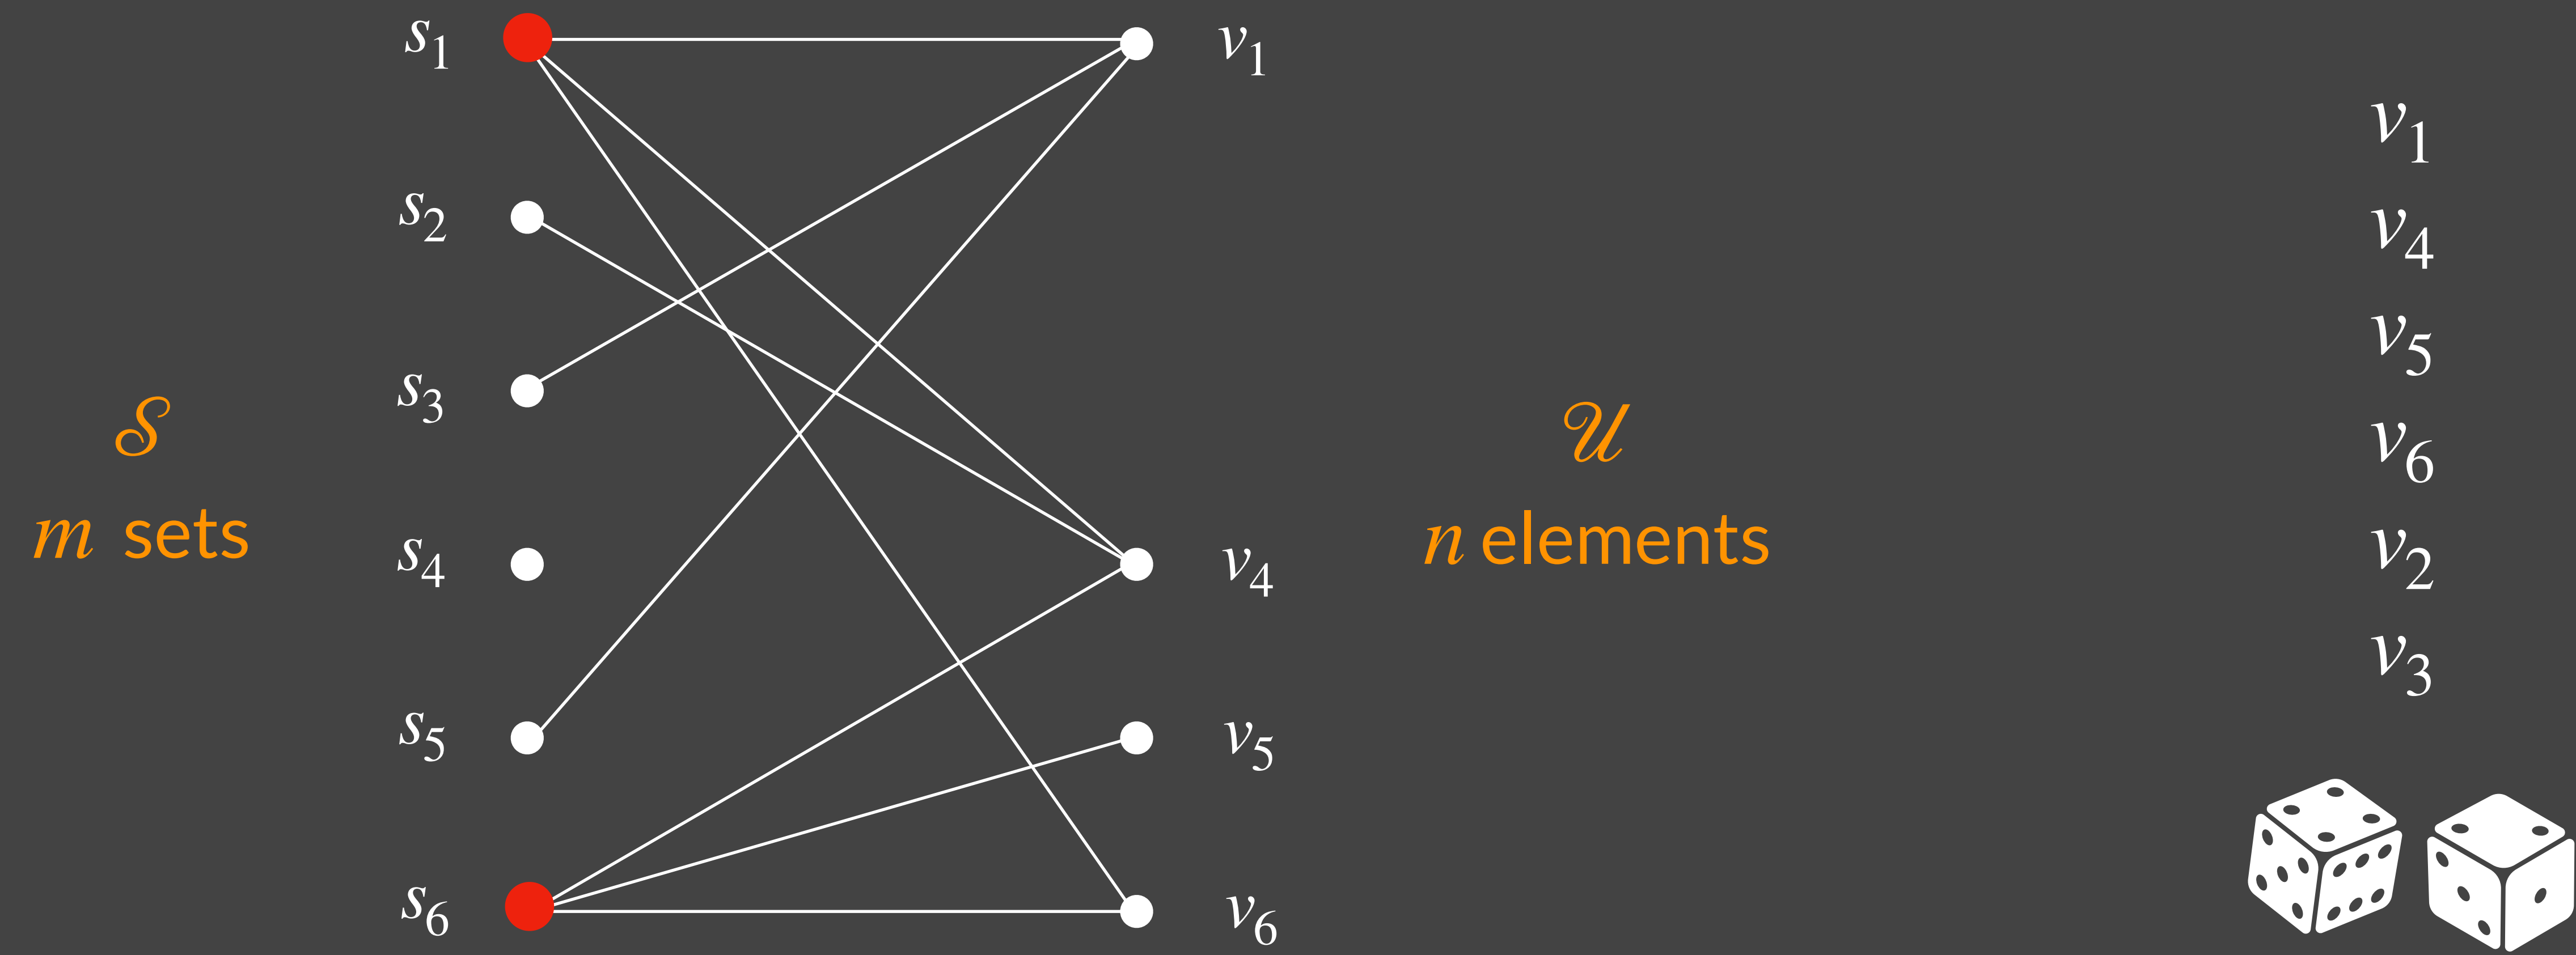 s₁
s₂
s₃
s₄
s₅
s₆
𝒮
m sets
v₁
v₄
v₅
v₆
𝒰
n elements
v₁
v₄
v₅
v₆
v₂
v₃